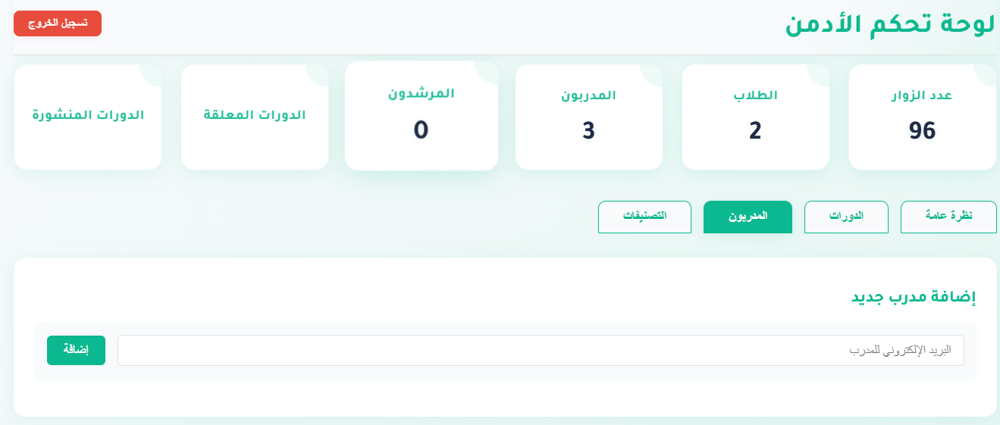 لوحة تحكم الأدمن
تسجيل الخروج
عدد الزوار
96
الطلاب
2
المدربون
3
المرشدون
0
الدورات المعلقة
الدورات المنشورة
نظرة عامة
الدورات
المدربون
التصنيفات
إضافة مدرب جديد
البريد الإلكتروني للمدرب
إضافة